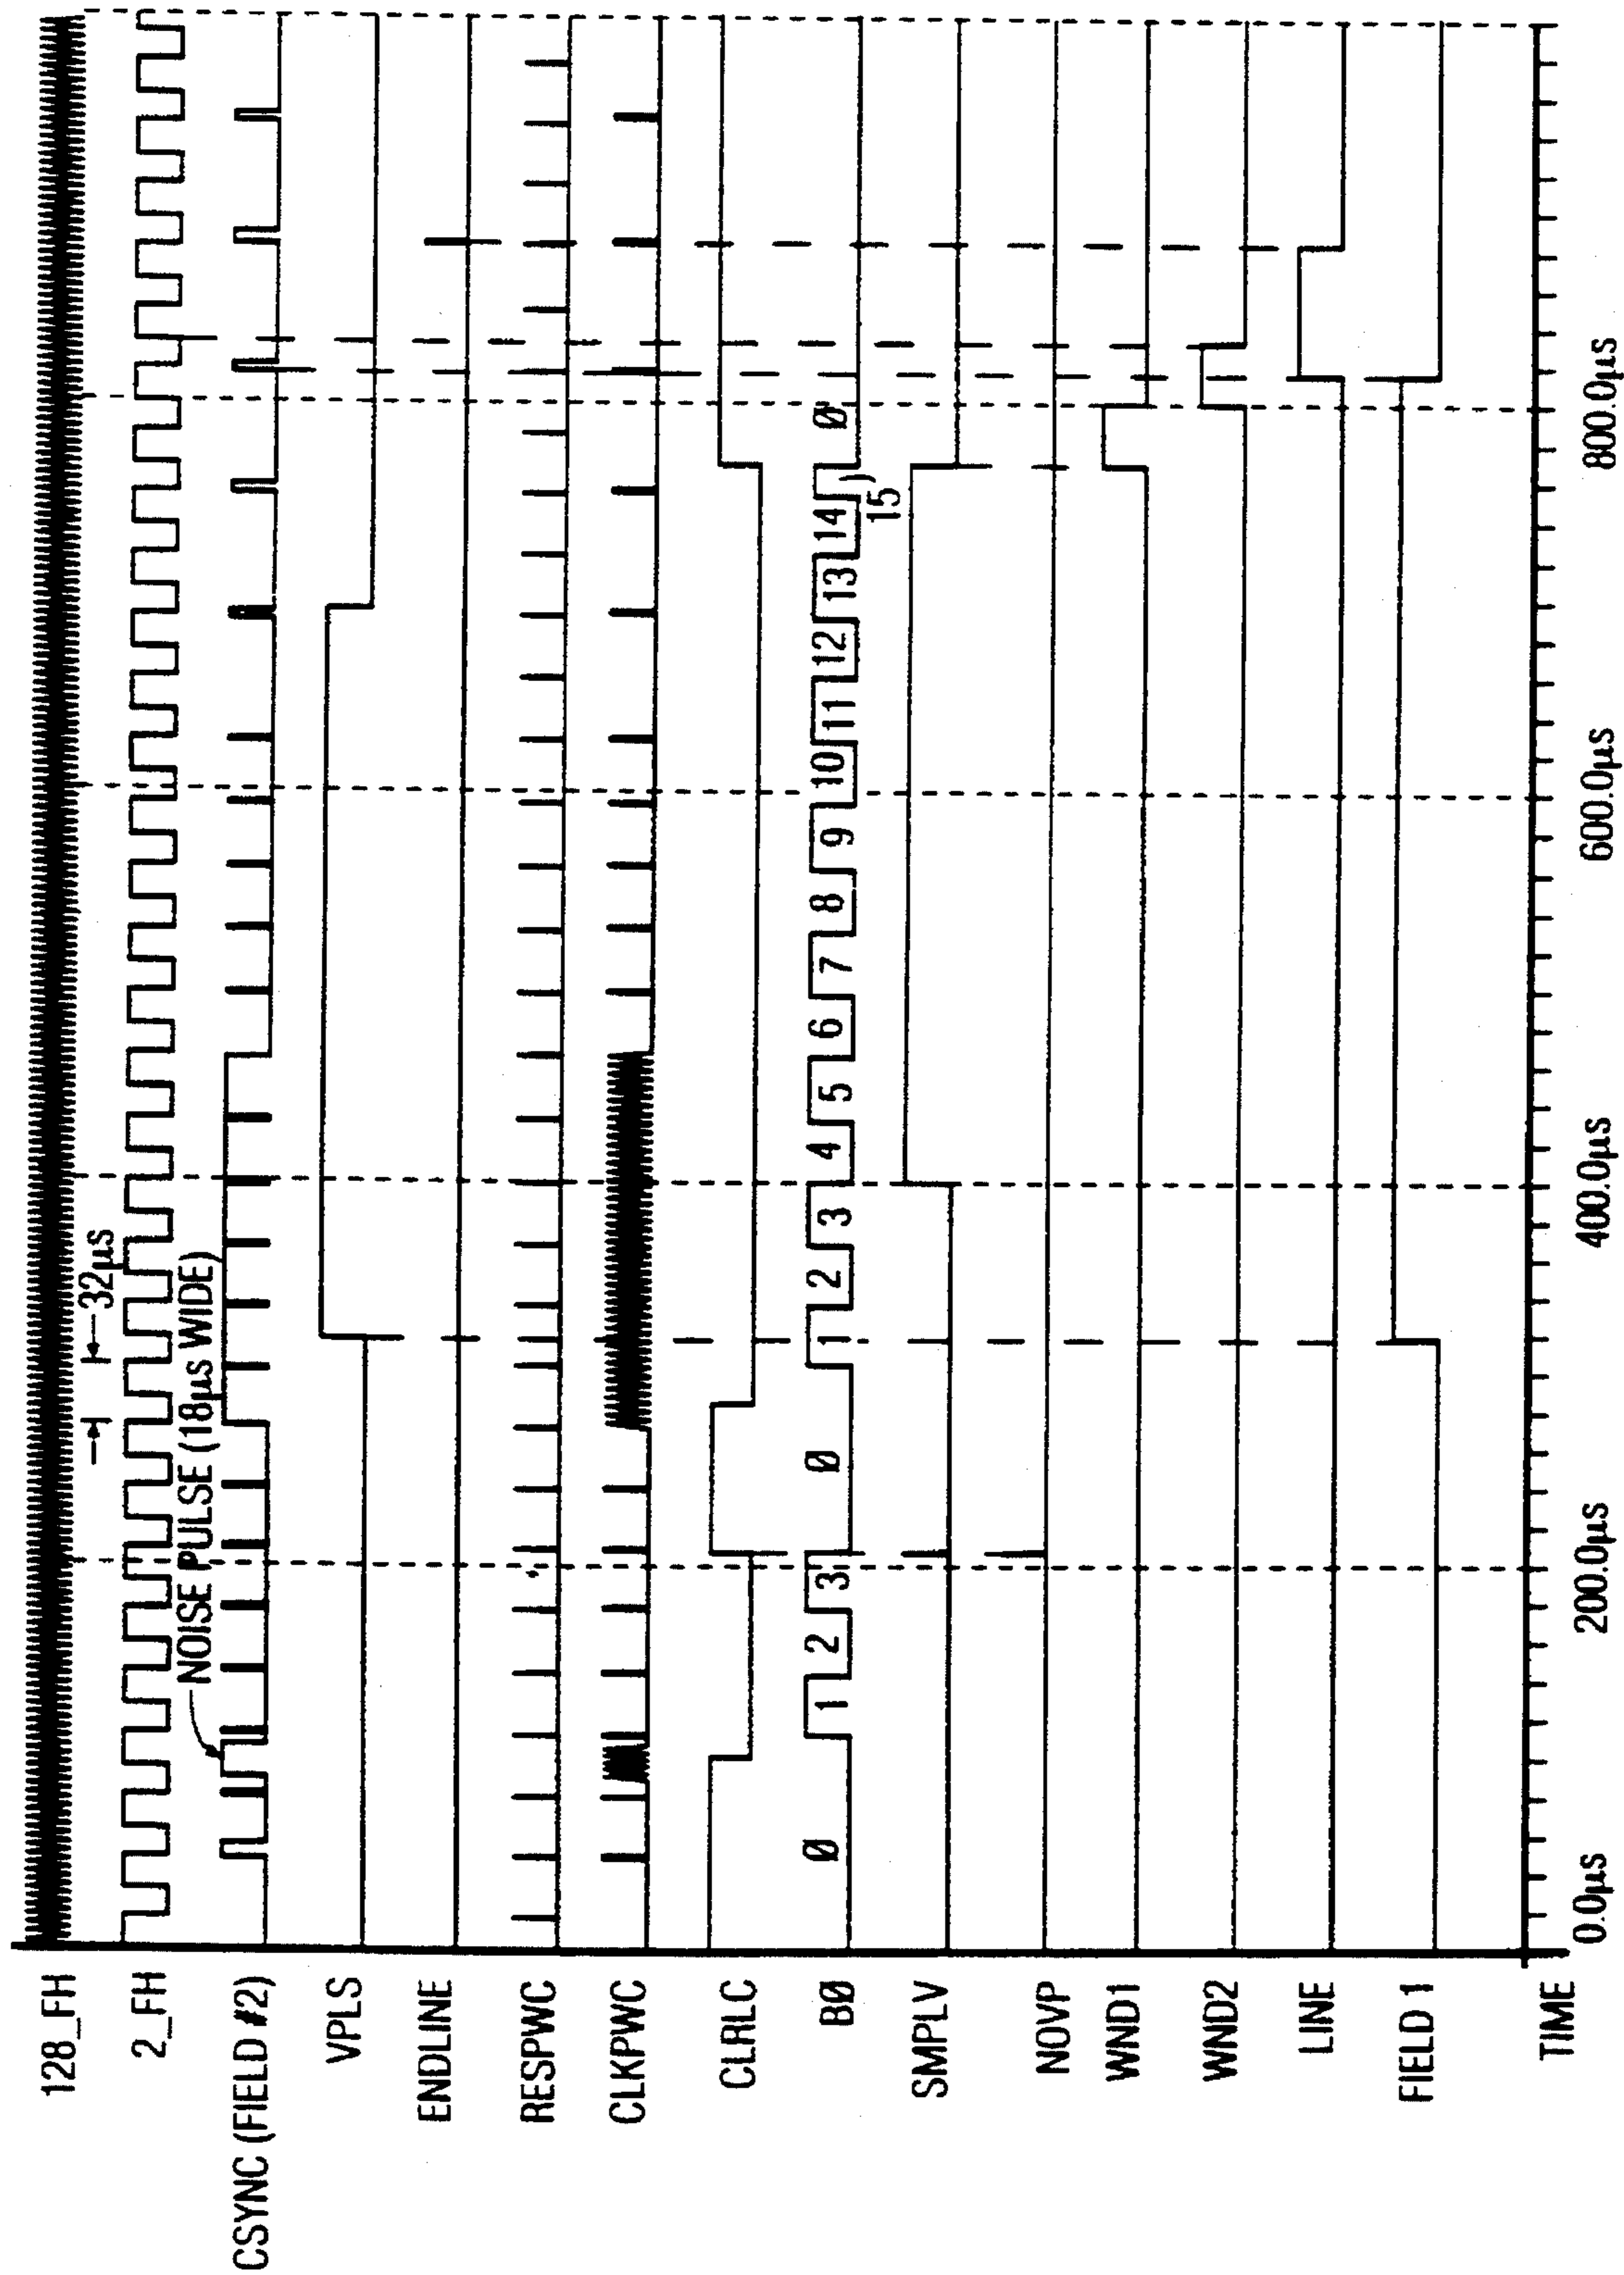 128_FH
2_FH
32µs
NOISE PULSE (18µs WIDE)
CSYNC (FIELD #2)
VPLS
ENDLINE
RESPWC
CLKPWC
CLRLC
BØ
Ø 1 2 3 Ø 1 2 3 4 5 6 7 8 9 10 11 12 13 14 Ø
15
SMPLV
NOVP
WND1
WND2
LINE
FIELD 1
TIME
0.0µs 200.0µs 400.0µs 600.0µs 800.0µs